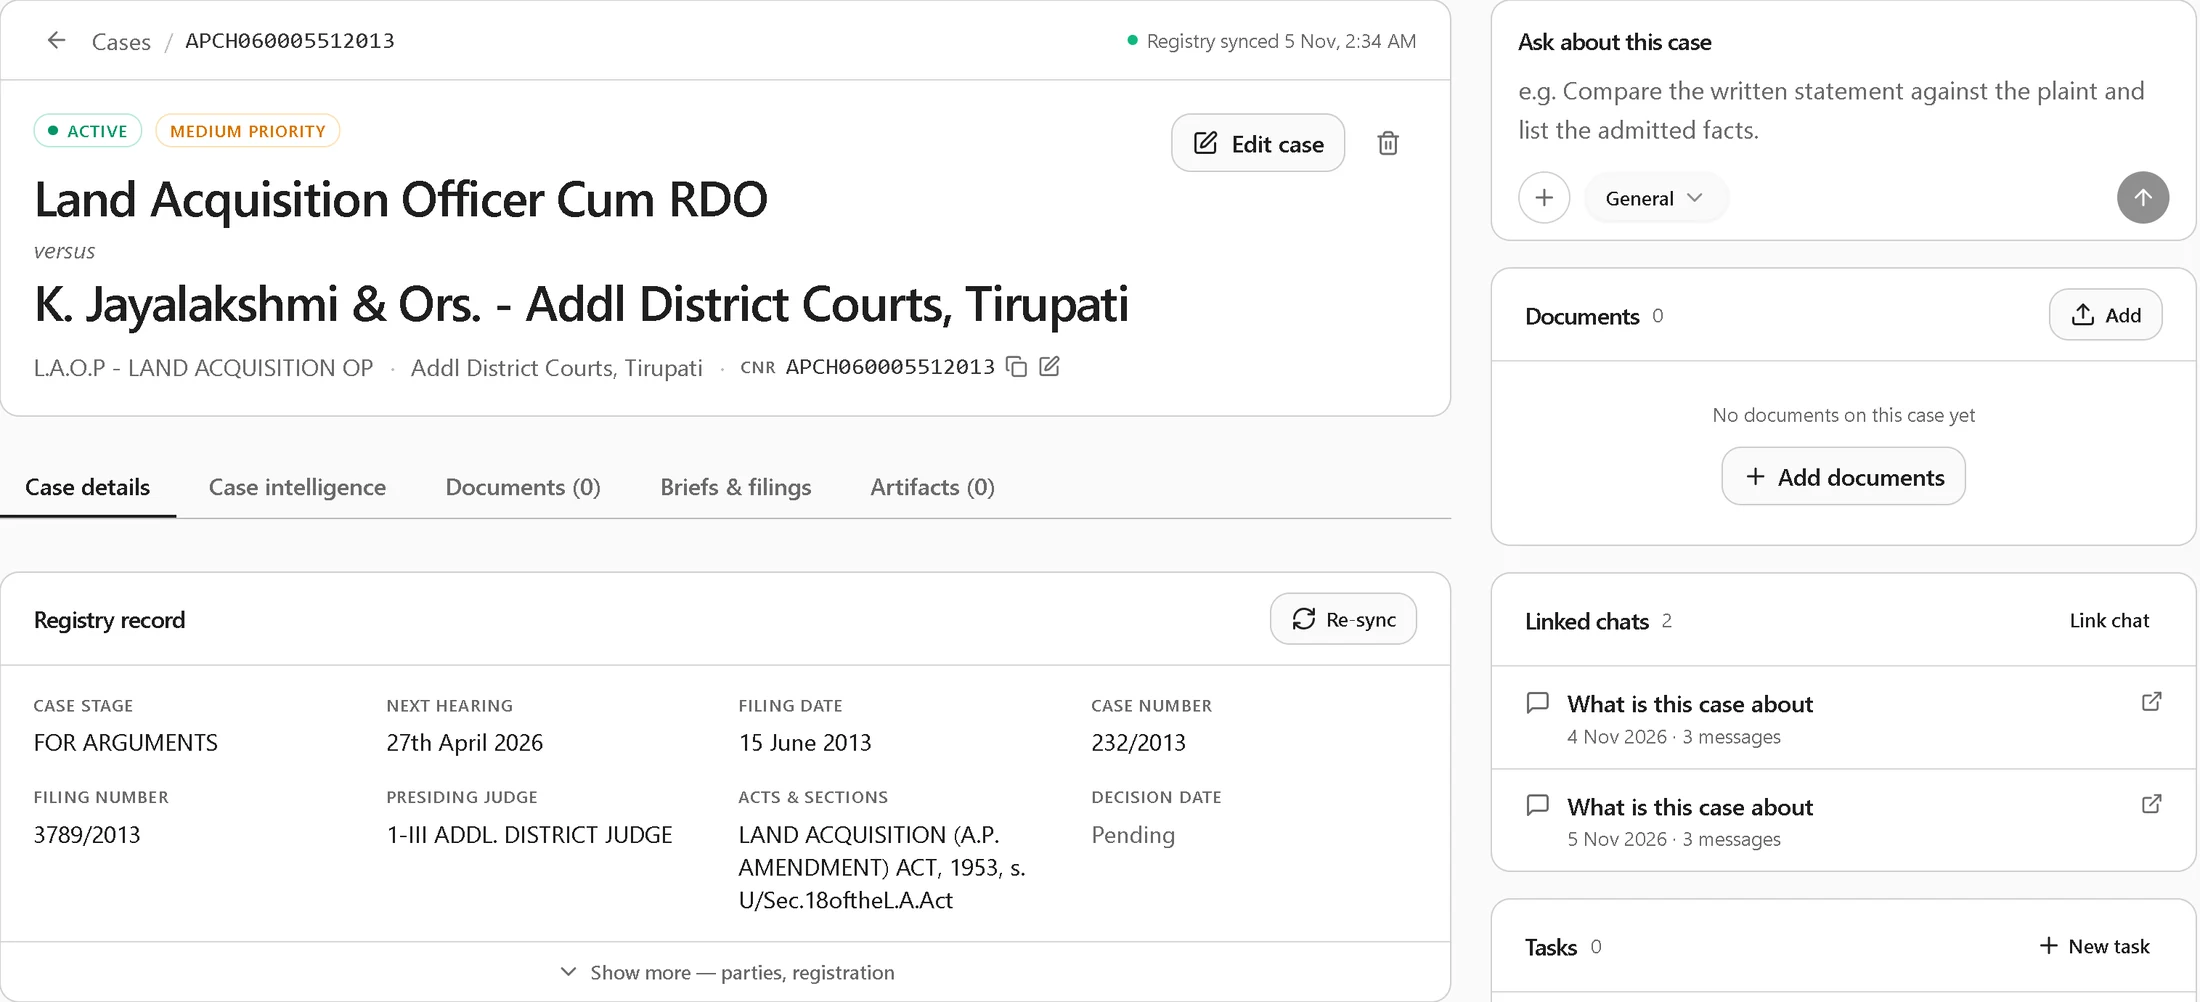 Cases / APCH060005512013
Registry synced 5 Nov, 2:34 AM
ACTIVE
MEDIUM PRIORITY
Edit case
Land Acquisition Officer Cum RDO
versus
K. Jayalakshmi & Ors. - Addl District Courts, Tirupati
L.A.O.P - LAND ACQUISITION OP · Addl District Courts, Tirupati · CNR APCH060005512013
Case details
Case intelligence
Documents (0)
Briefs & filings
Artifacts (0)
Registry record
Re-sync
CASE STAGE
FOR ARGUMENTS
NEXT HEARING
27th April 2026
FILING DATE
15 June 2013
CASE NUMBER
232/2013
FILING NUMBER
3789/2013
PRESIDING JUDGE
1-III ADDL. DISTRICT JUDGE
ACTS & SECTIONS
LAND ACQUISITION (A.P.
AMENDMENT) ACT, 1953, s.
U/Sec.18oftheL.A.Act
DECISION DATE
Pending
Show more — parties, registration
Ask about this case
e.g. Compare the written statement against the plaint and
list the admitted facts.
General
Documents 0
Add
No documents on this case yet
Add documents
Linked chats 2
Link chat
What is this case about
4 Nov 2026 · 3 messages
What is this case about
5 Nov 2026 · 3 messages
Tasks 0
New task